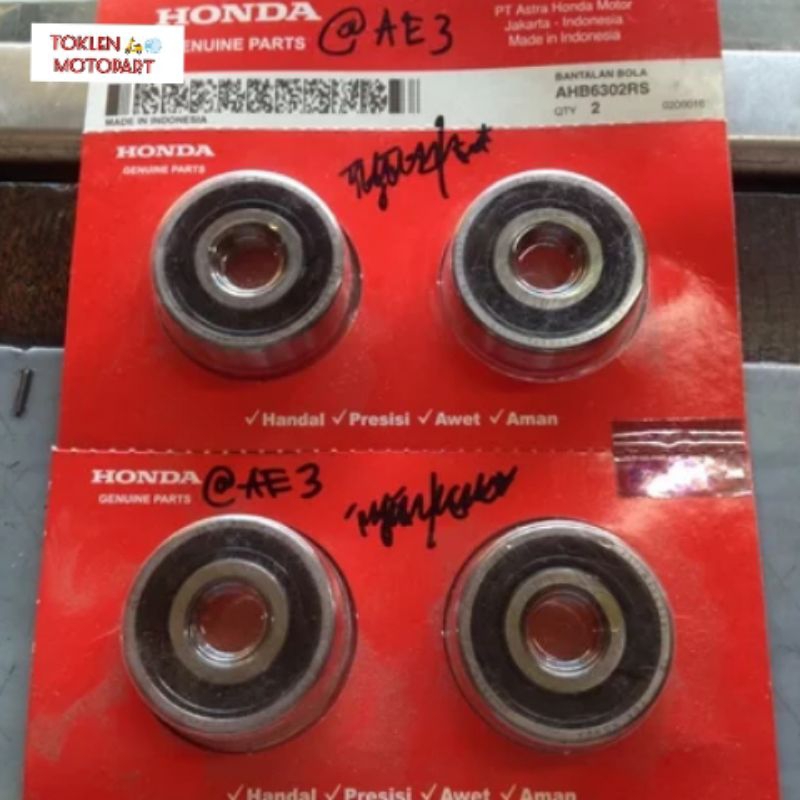 TOKLEN
MOTOPART
HONDA
GENUINE PARTS
@AE3
PT Astra Honda Motor
Jakarta - Indonesia
Made in Indonesia
BANTALAN BOLA
AHB6302RS
QTY 2
0200016
MADE IN INDONESIA
HONDA
GENUINE PARTS
✓Handal ✓Presisi ✓Awet ✓Aman
HONDA
GENUINE PARTS
@AE3
✓Handal ✓Presisi ✓Awet ✓Aman